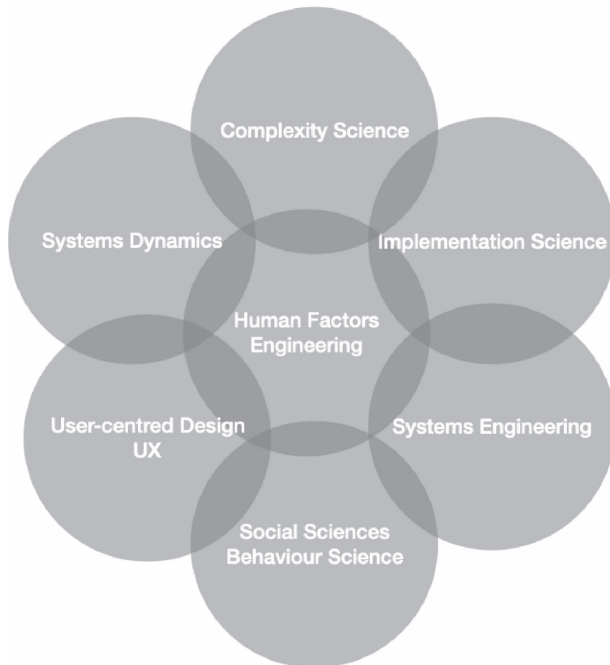 Complexity Science
Systems Dynamics
Implementation Science
Human Factors
Engineering
User-centred Design
UX
Systems Engineering
Social Sciences
Behaviour Science